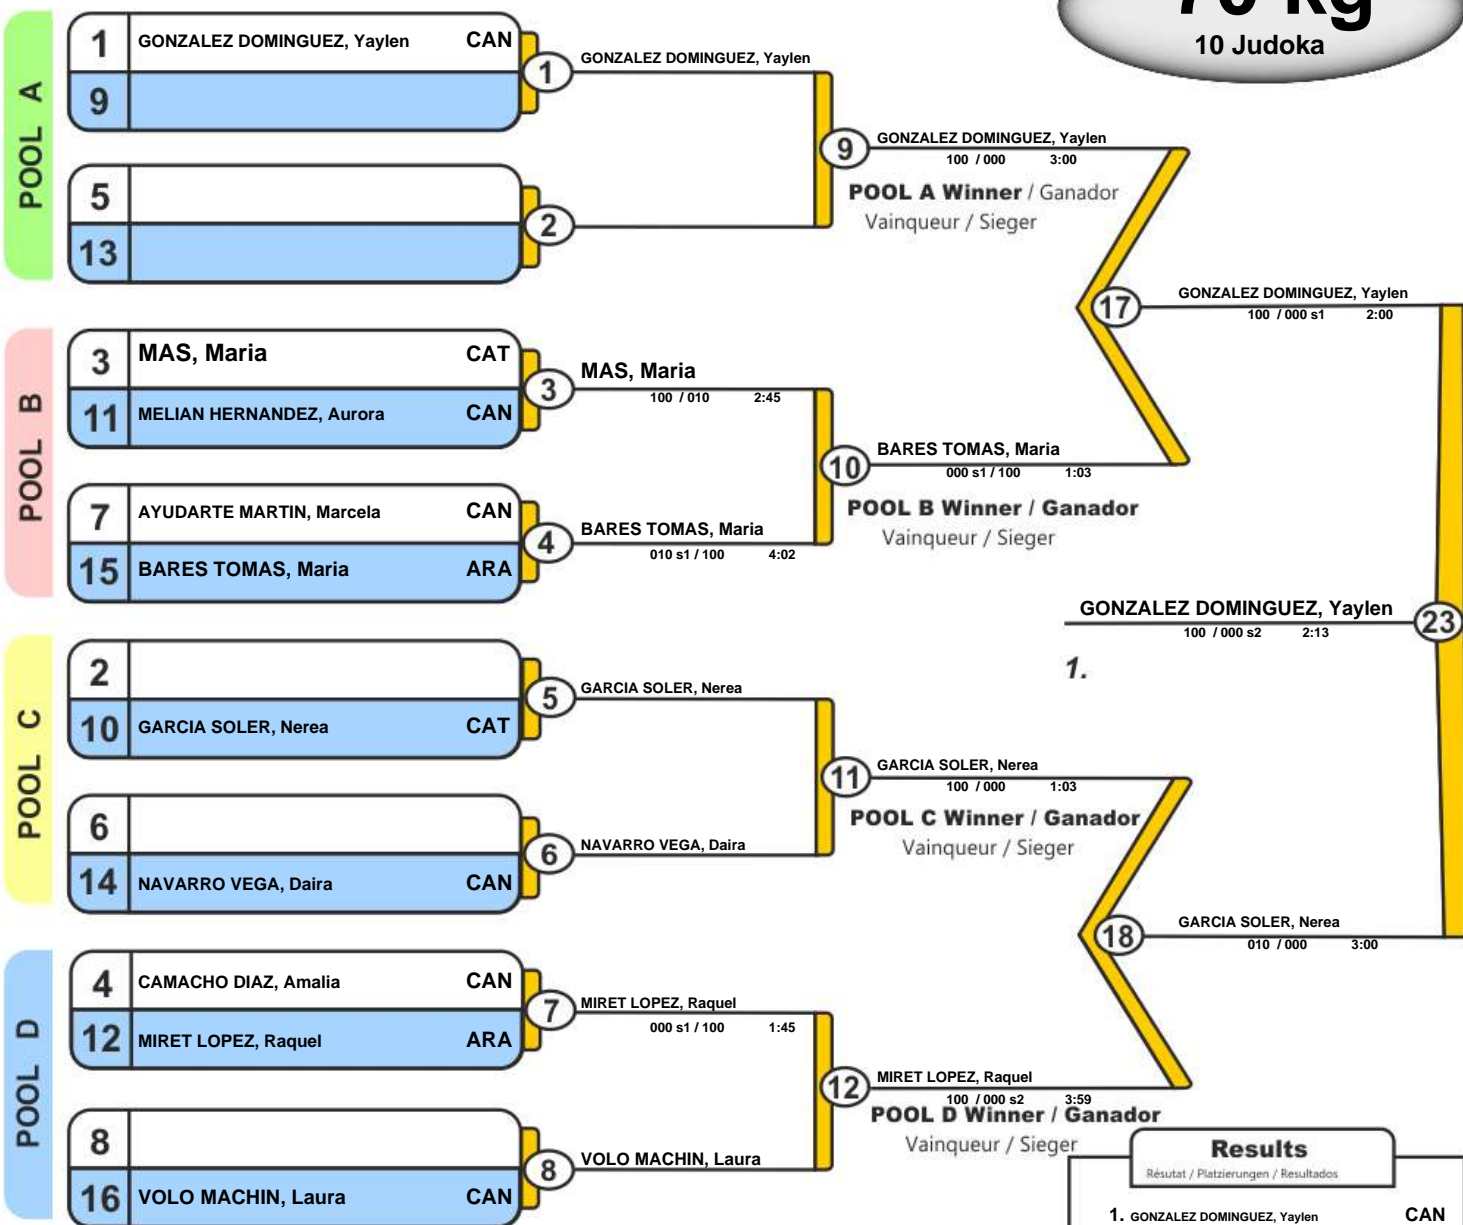 70 kg
10 Judoka
POOL A
1 GONZALEZ DOMINGUEZ, Yaylen CAN
9
1
GONZALEZ DOMINGUEZ, Yaylen
5
13
2
9
GONZALEZ DOMINGUEZ, Yaylen
100 / 000 3:00
POOL A Winner / Ganador
Vainqueur / Sieger
POOL B
3 MAS, Maria CAT
11 MELIAN HERNANDEZ, Aurora CAN
3
MAS, Maria
100 / 010 2:45
7 AYUDARTE MARTIN, Marcela CAN
15 BARES TOMAS, Maria ARA
4
BARES TOMAS, Maria
010 s1 / 100 4:02
10
BARES TOMAS, Maria
000 s1 / 100 1:03
POOL B Winner / Ganador
Vainqueur / Sieger
17
GONZALEZ DOMINGUEZ, Yaylen
100 / 000 s1 2:00
GONZALEZ DOMINGUEZ, Yaylen
100 / 000 s2 2:13
23
1.
POOL C
2
10 GARCIA SOLER, Nerea CAT
5
GARCIA SOLER, Nerea
6
14 NAVARRO VEGA, Daira CAN
6
NAVARRO VEGA, Daira
11
GARCIA SOLER, Nerea
100 / 000 1:03
POOL C Winner / Ganador
Vainqueur / Sieger
18
GARCIA SOLER, Nerea
010 / 000 3:00
POOL D
4 CAMACHO DIAZ, Amalia CAN
12 MIRET LOPEZ, Raquel ARA
7
MIRET LOPEZ, Raquel
000 s1 / 100 1:45
8
16 VOLO MACHIN, Laura CAN
8
VOLO MACHIN, Laura
12
MIRET LOPEZ, Raquel
100 / 000 s2 3:59
POOL D Winner / Ganador
Vainqueur / Sieger
Results
Résutat / Platzierungen / Resultados
1. GONZALEZ DOMINGUEZ, Yaylen CAN